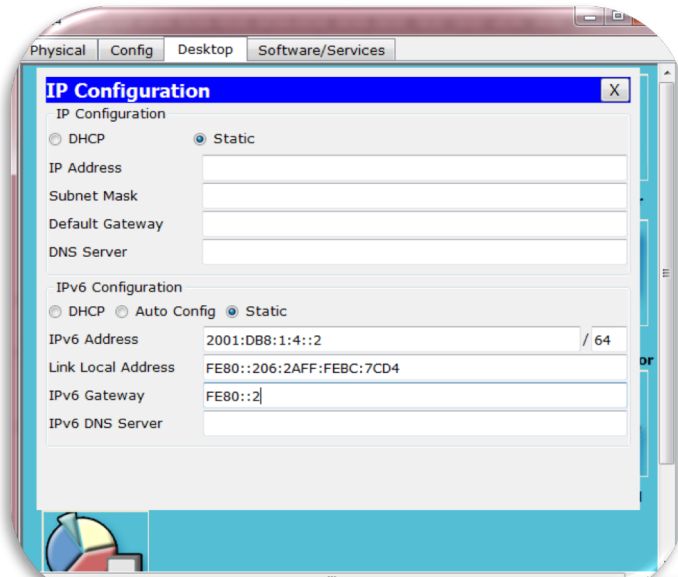 Physical Config Desktop Software/Services
IP Configuration X
IP Configuration
DHCP Static
IP Address
Subnet Mask
Default Gateway
DNS Server
IPv6 Configuration
DHCP Auto Config Static
IPv6 Address 2001:DB8:1:4::2 / 64
Link Local Address FE80::206:2AFF:FEBC:7CD4
IPv6 Gateway FE80::2
IPv6 DNS Server